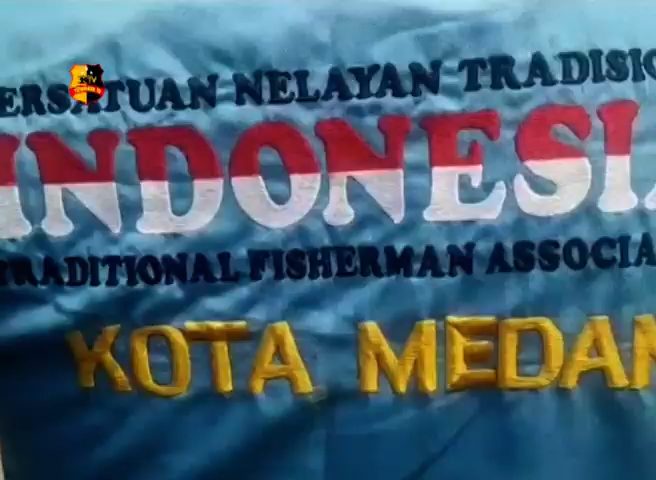 ERSATUAN NELAYAN TRADISIO
INDONESIA
TRADITIONAL FISHERMAN ASSOCIA
KOTA MEDAN